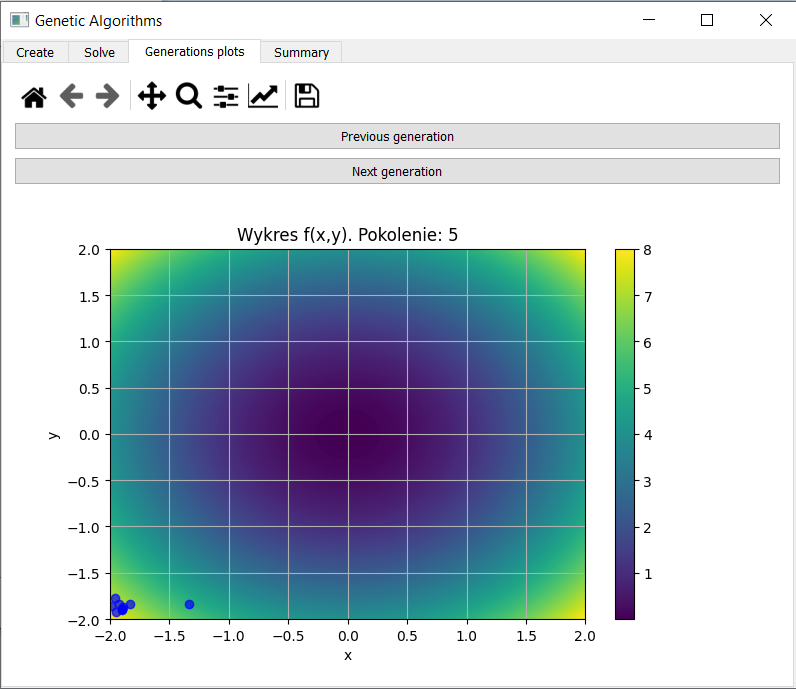 Genetic Algorithms
Create Solve Generations plots Summary
Previous generation
Next generation
Wykres f(x,y). Pokolenie: 5
2.0
1.5
1.0
0.5
0.0
−0.5
−1.0
−1.5
−2.0
y
−2.0 −1.5 −1.0 −0.5 0.0 0.5 1.0 1.5 2.0
x
8
7
6
5
4
3
2
1